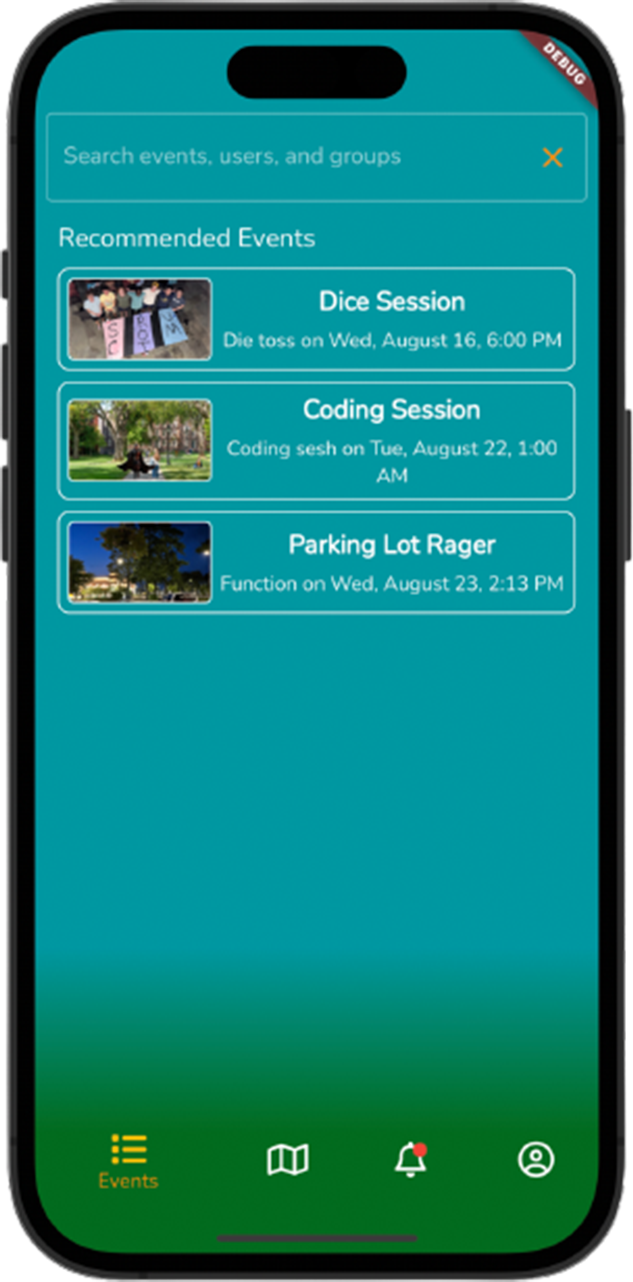 DEBUG
Search events, users, and groups
Recommended Events
Dice Session
Die toss on Wed, August 16, 6:00 PM
Coding Session
Coding sesh on Tue, August 22, 1:00
AM
Parking Lot Rager
Function on Wed, August 23, 2:13 PM
Events